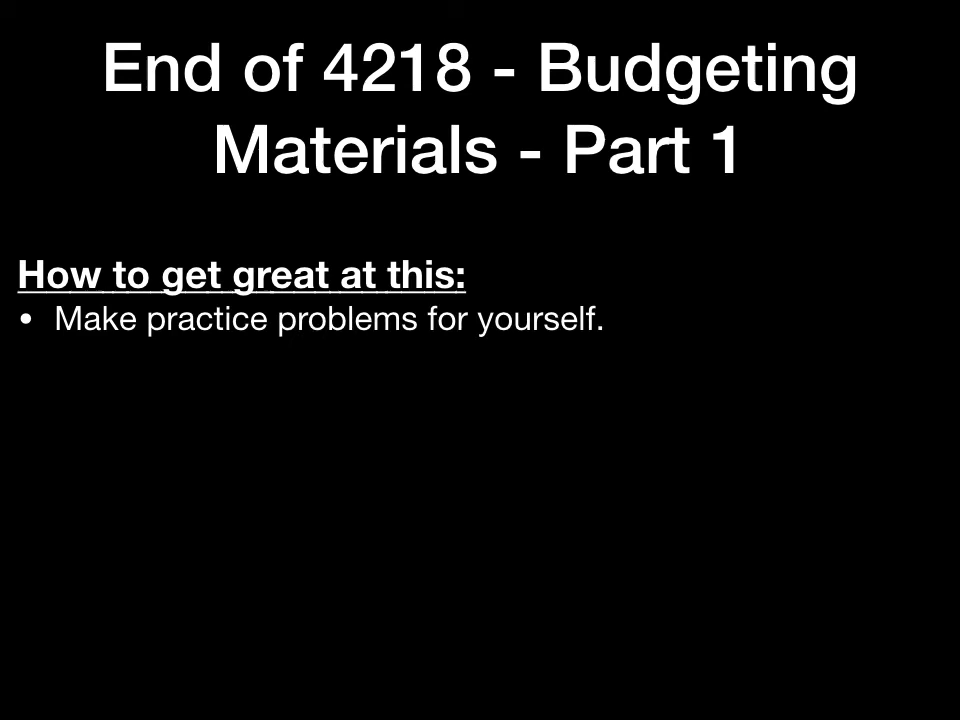 End of 4218 - Budgeting
Materials - Part 1
How to get great at this:
• Make practice problems for yourself.